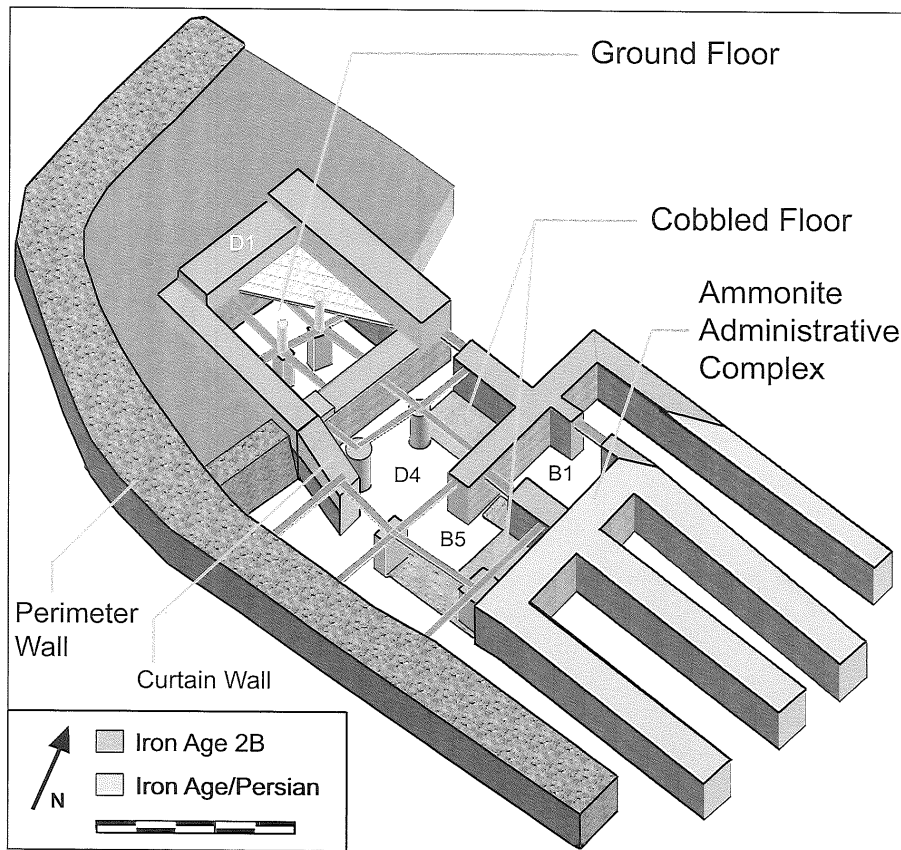 Ground Floor
Cobbled Floor
D1
Ammonite
Administrative
Complex
B1
D4
B5
Perimeter
Wall
Curtain Wall
Iron Age 2B
Iron Age/Persian
N